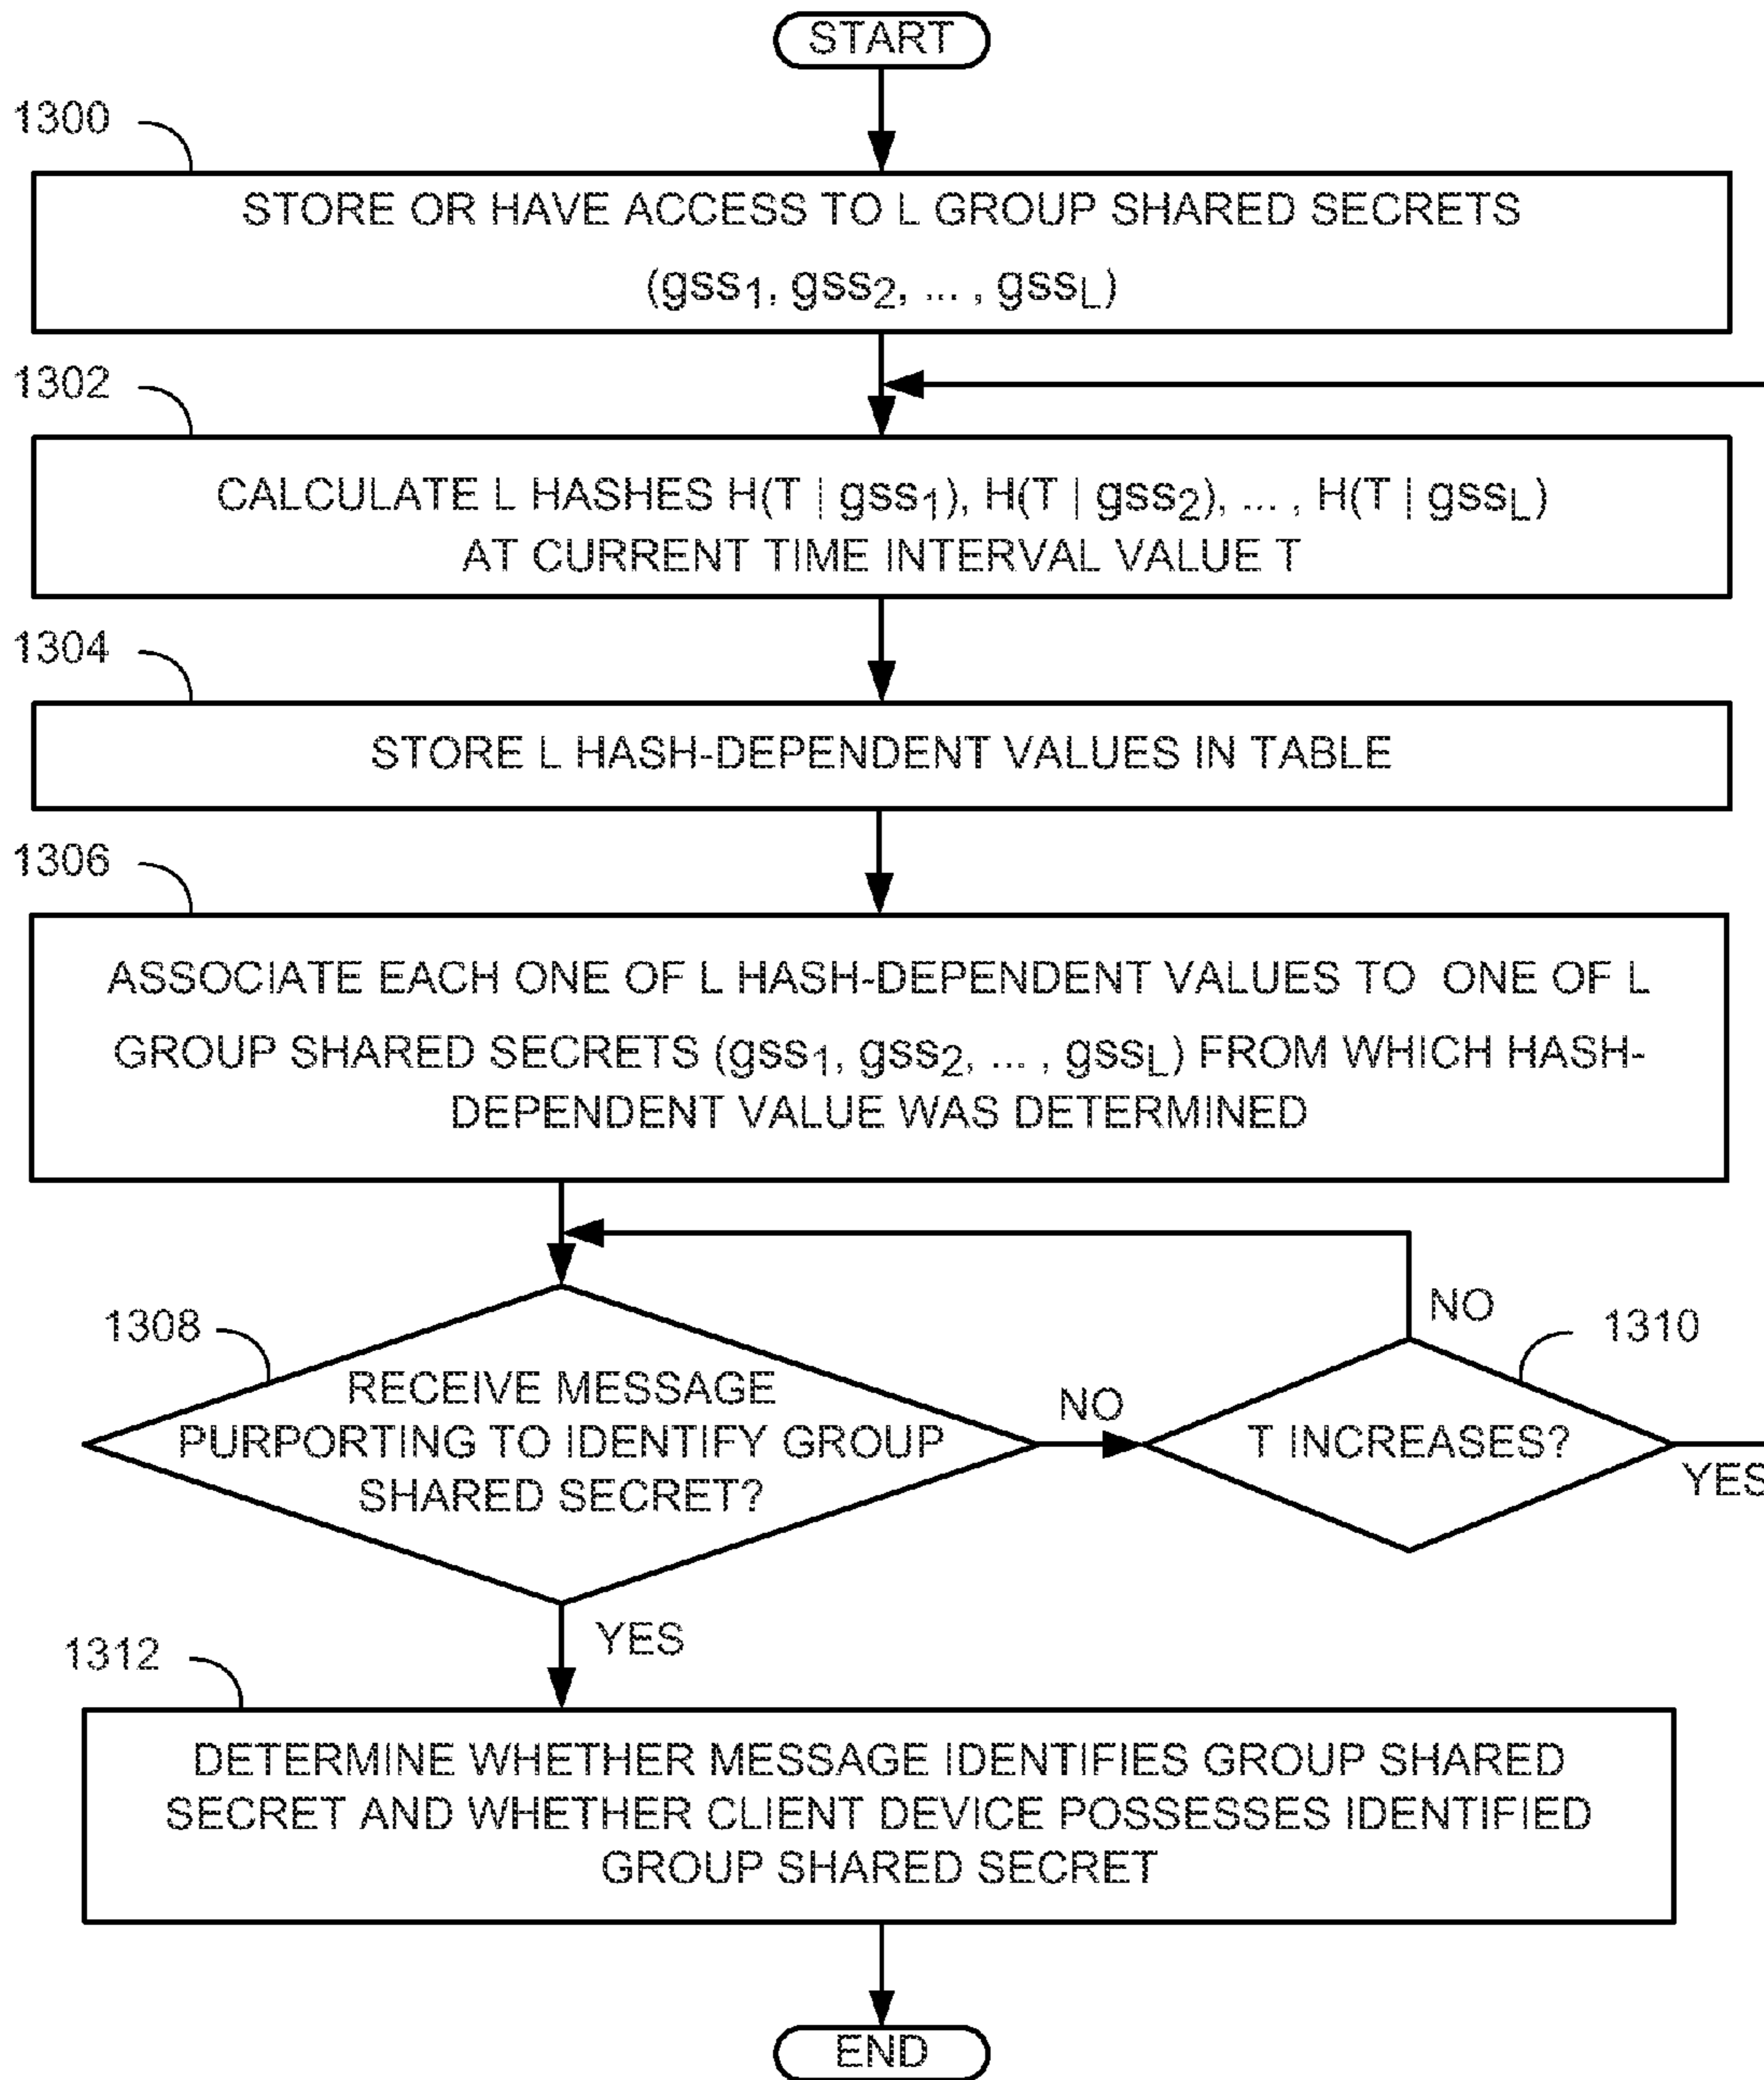 START
1300
STORE OR HAVE ACCESS TO L GROUP SHARED SECRETS
(gss1, gss2, ... , gssL)
1302
CALCULATE L HASHES H(T | gss1), H(T | gss2), ... , H(T | gssL)
AT CURRENT TIME INTERVAL VALUE T
1304
STORE L HASH-DEPENDENT VALUES IN TABLE
1306
ASSOCIATE EACH ONE OF L HASH-DEPENDENT VALUES TO ONE OF L
GROUP SHARED SECRETS (gss1, gss2, ... , gssL) FROM WHICH HASH-
DEPENDENT VALUE WAS DETERMINED
1308
RECEIVE MESSAGE
PURPORTING TO IDENTIFY GROUP
SHARED SECRET?
NO
NO
1310
T INCREASES?
YES
YES
1312
DETERMINE WHETHER MESSAGE IDENTIFIES GROUP SHARED
SECRET AND WHETHER CLIENT DEVICE POSSESSES IDENTIFIED
GROUP SHARED SECRET
END